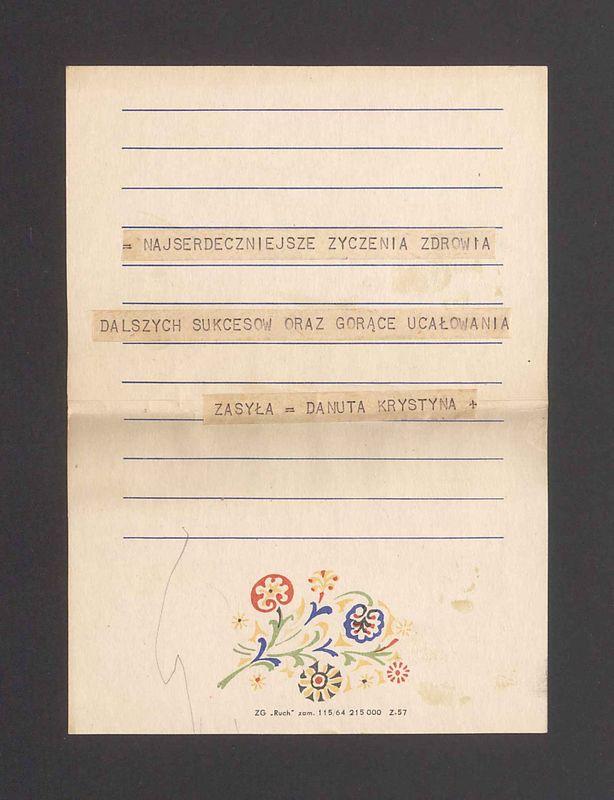 = NAJSERDECZNIEJSZE ZYCZENIA ZDROWIA
DALSZYCH SUKCESOW ORAZ GORĄCE UCAŁOWANIA
ZASYŁA = DANUTA KRYSTYNA +
ZG „Ruch" zam. 115/64 215 000 Z-57